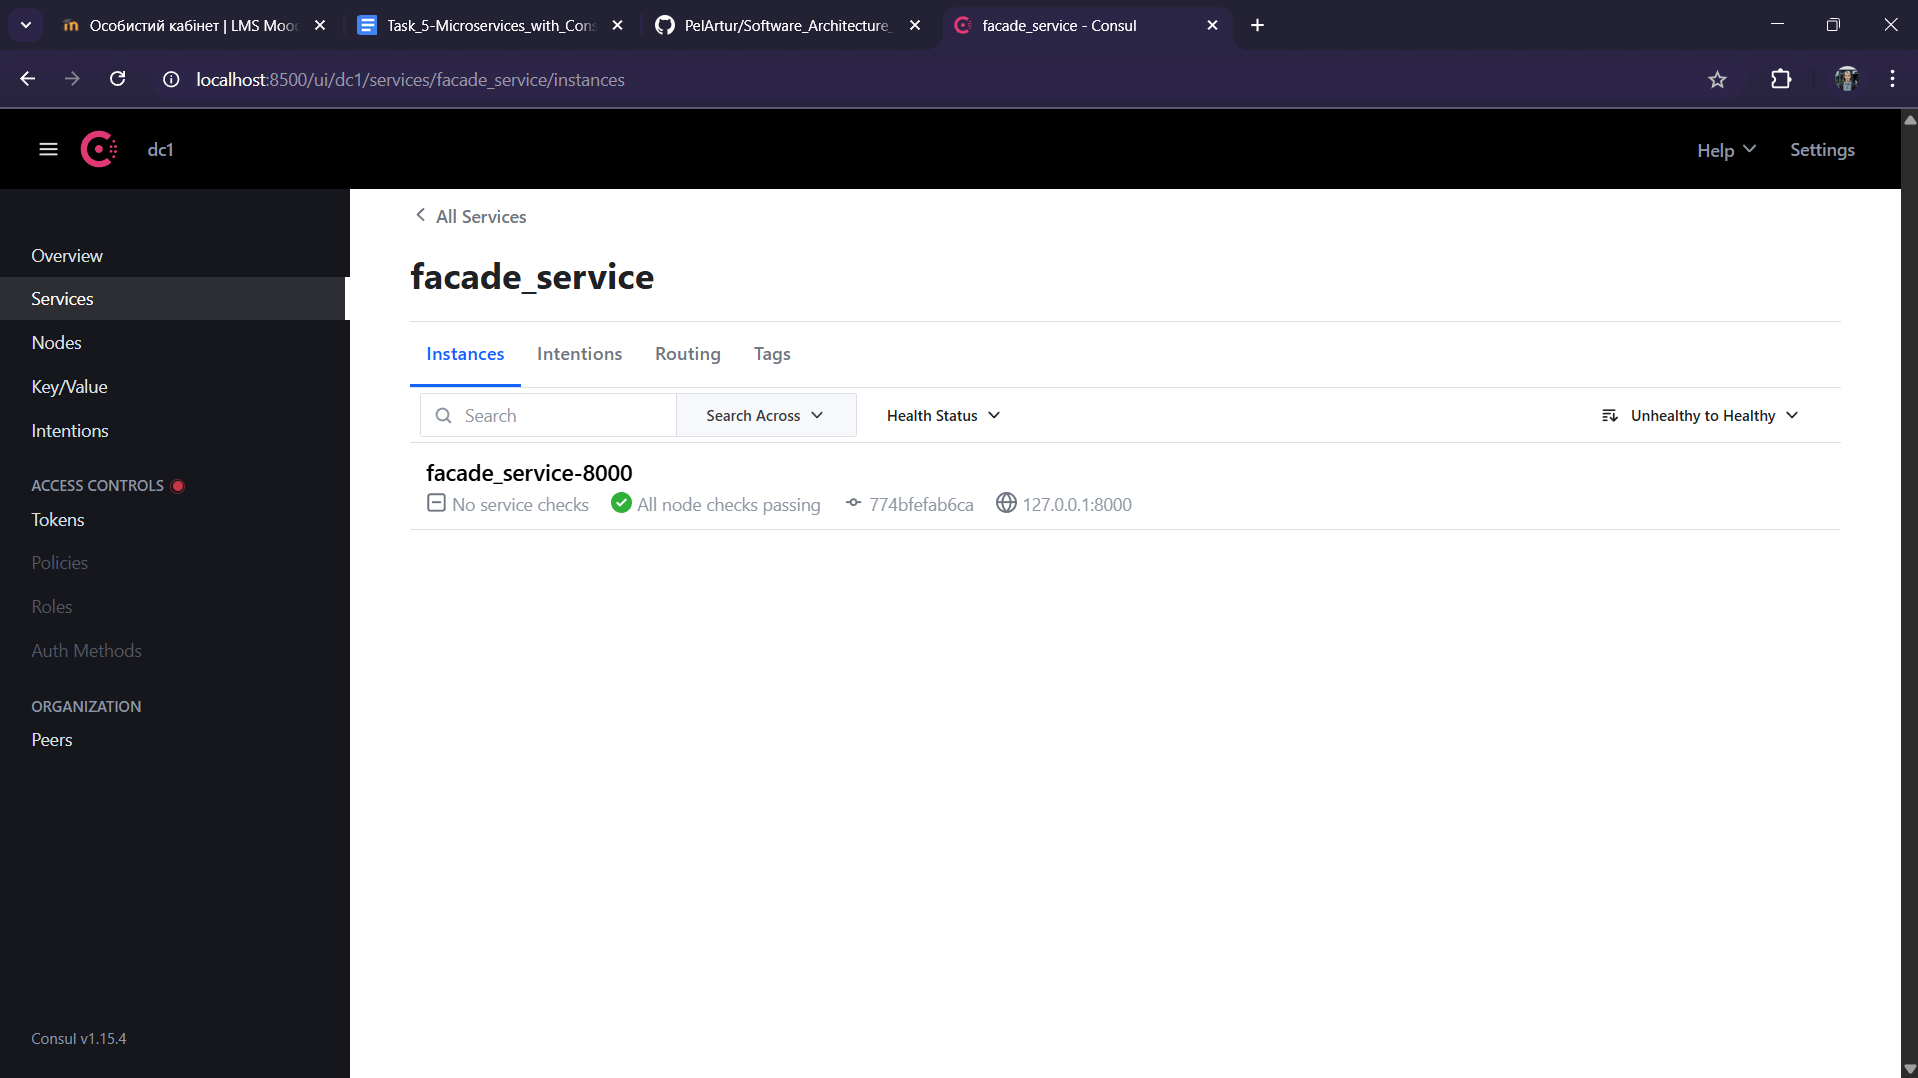 Особистий кабінет | LMS Moo
Task_5-Microservices_with_Con
PelArtur/Software_Architecture_
facade_service - Consul
localhost:8500/ui/dc1/services/facade_service/instances
dc1
Help
Settings
Overview
Services
Nodes
Key/Value
Intentions
ACCESS CONTROLS
Tokens
Policies
Roles
Auth Methods
ORGANIZATION
Peers
Consul v1.15.4
All Services
facade_service
Instances Intentions Routing Tags
Search Search Across Health Status Unhealthy to Healthy
facade_service-8000
No service checks All node checks passing 774bfefab6ca 127.0.0.1:8000